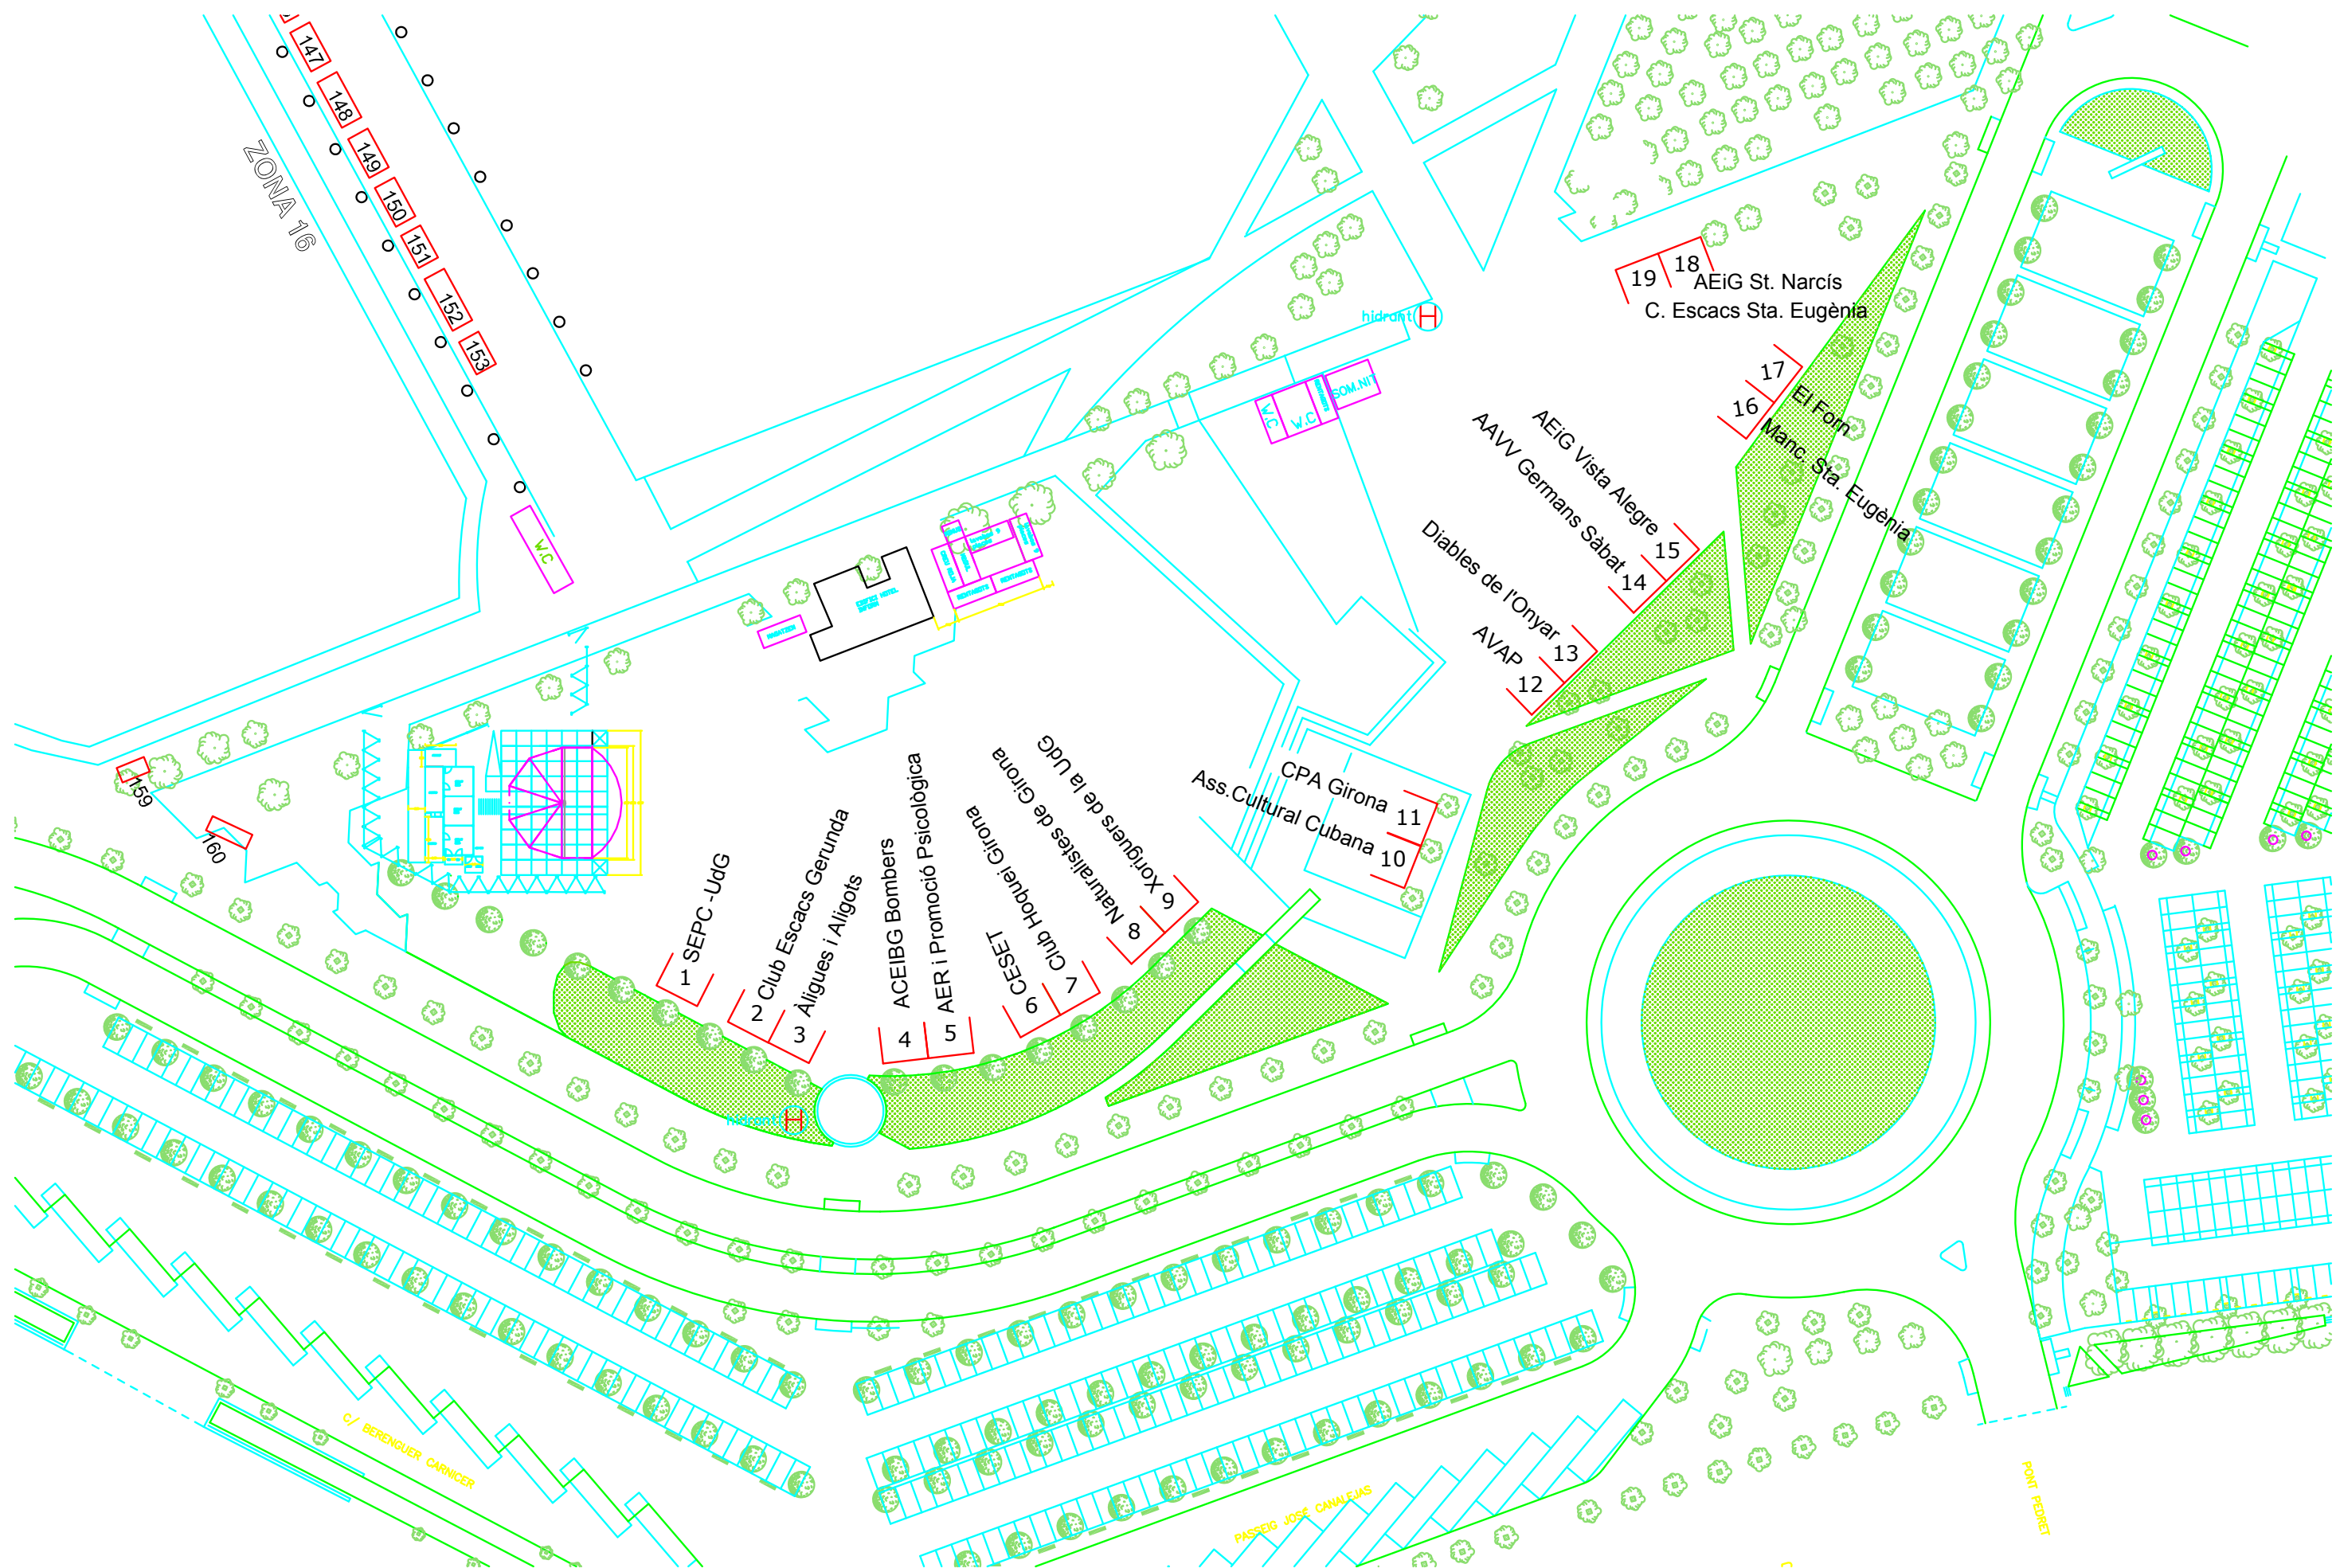 147
148
149
150
151
152
153
ZONA 16
W.C
159
160
hidrant
W.C
W.C
SOM.NIT
18
19
AEiG St. Narcís
C. Escacs Sta. Eugènia
17
El Forn
16
Manc. Sta. Eugènia
AEiG Vista Alegre
15
AAVV Germans Sàbat
14
Diables de l'Onyar
13
AVAP
12
CPA Girona
11
Ass.Cultural Cubana
10
Xoriguers de la UdG
9
Naturalistes de Girona
8
Club Hoquei Girona
7
CESET
6
AER i Promoció Psicològica
5
ACEIBG Bombers
4
Àligues i Aligots
3
Club Escacs Gerunda
2
SEPC -UdG
1
hidrant
C/ BERENGUER CARNICER
PASSEIG JOSÉ CANALEJAS
PONT PEDRET